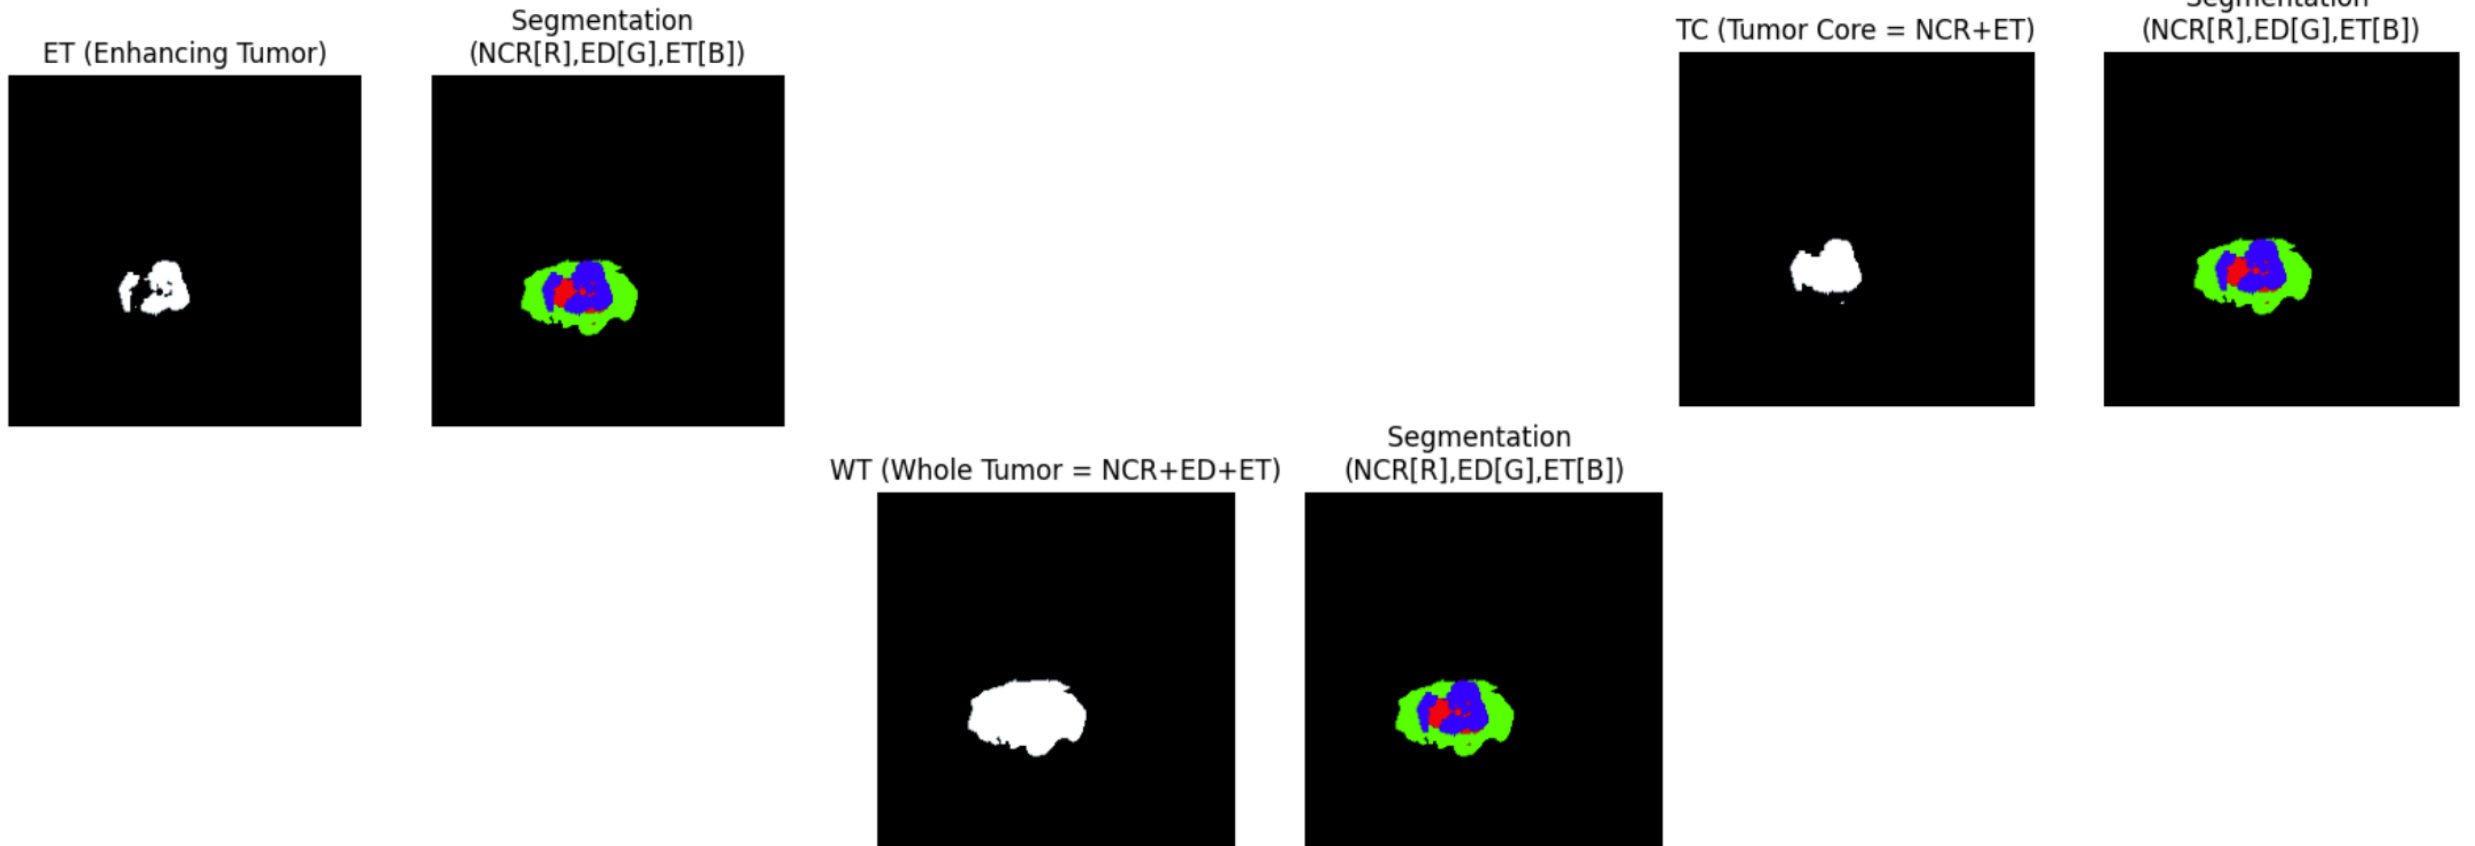 ET (Enhancing Tumor)
Segmentation
(NCR[R],ED[G],ET[B])
TC (Tumor Core = NCR+ET)
Segmentation
(NCR[R],ED[G],ET[B])
WT (Whole Tumor = NCR+ED+ET)
Segmentation
(NCR[R],ED[G],ET[B])